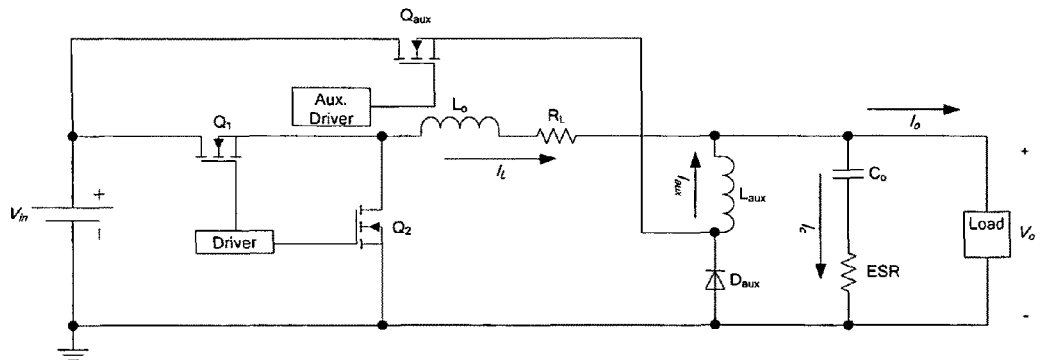 Qaux
Aux.
Driver
Lo
RL
Q1
Io
+
IL
Iaux
Laux
Co
+
Vin
Driver
Q2
Ic
Load
Vo
Daux
ESR
-